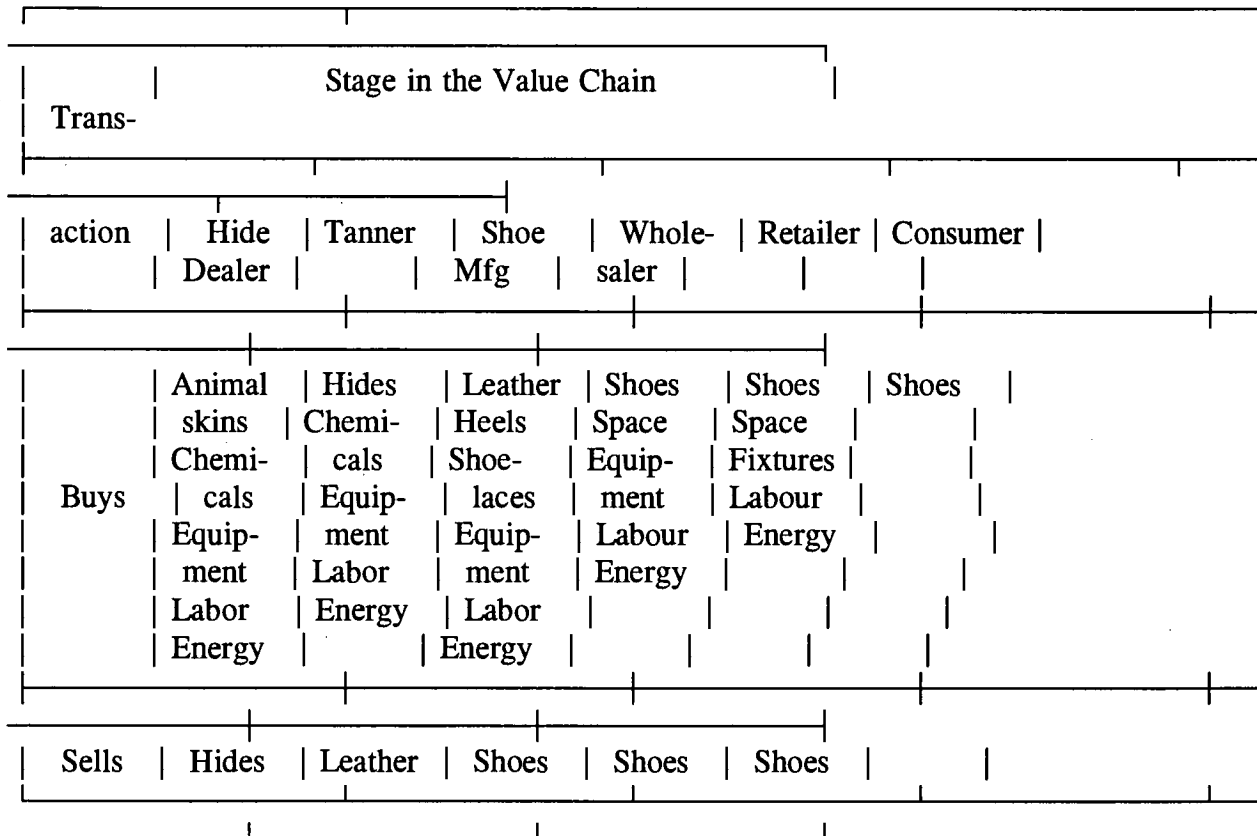 Stage in the Value Chain
Trans-
action | Hide | Tanner | Shoe | Whole- | Retailer | Consumer |
Dealer | | Mfg | saler | | |
| Animal | Hides | Leather | Shoes | Shoes | Shoes |
| skins | Chemi- | Heels | Space | Space | |
| Chemi- | cals | Shoe- | Equip- | Fixtures | |
Buys | cals | Equip- | laces | ment | Labour | |
| Equip- | ment | Equip- | Labour | Energy | |
| ment | Labor | ment | Energy | | |
| Labor | Energy | Labor | | | |
| Energy | | Energy | | | |
| Sells | Hides | Leather | Shoes | Shoes | Shoes | |